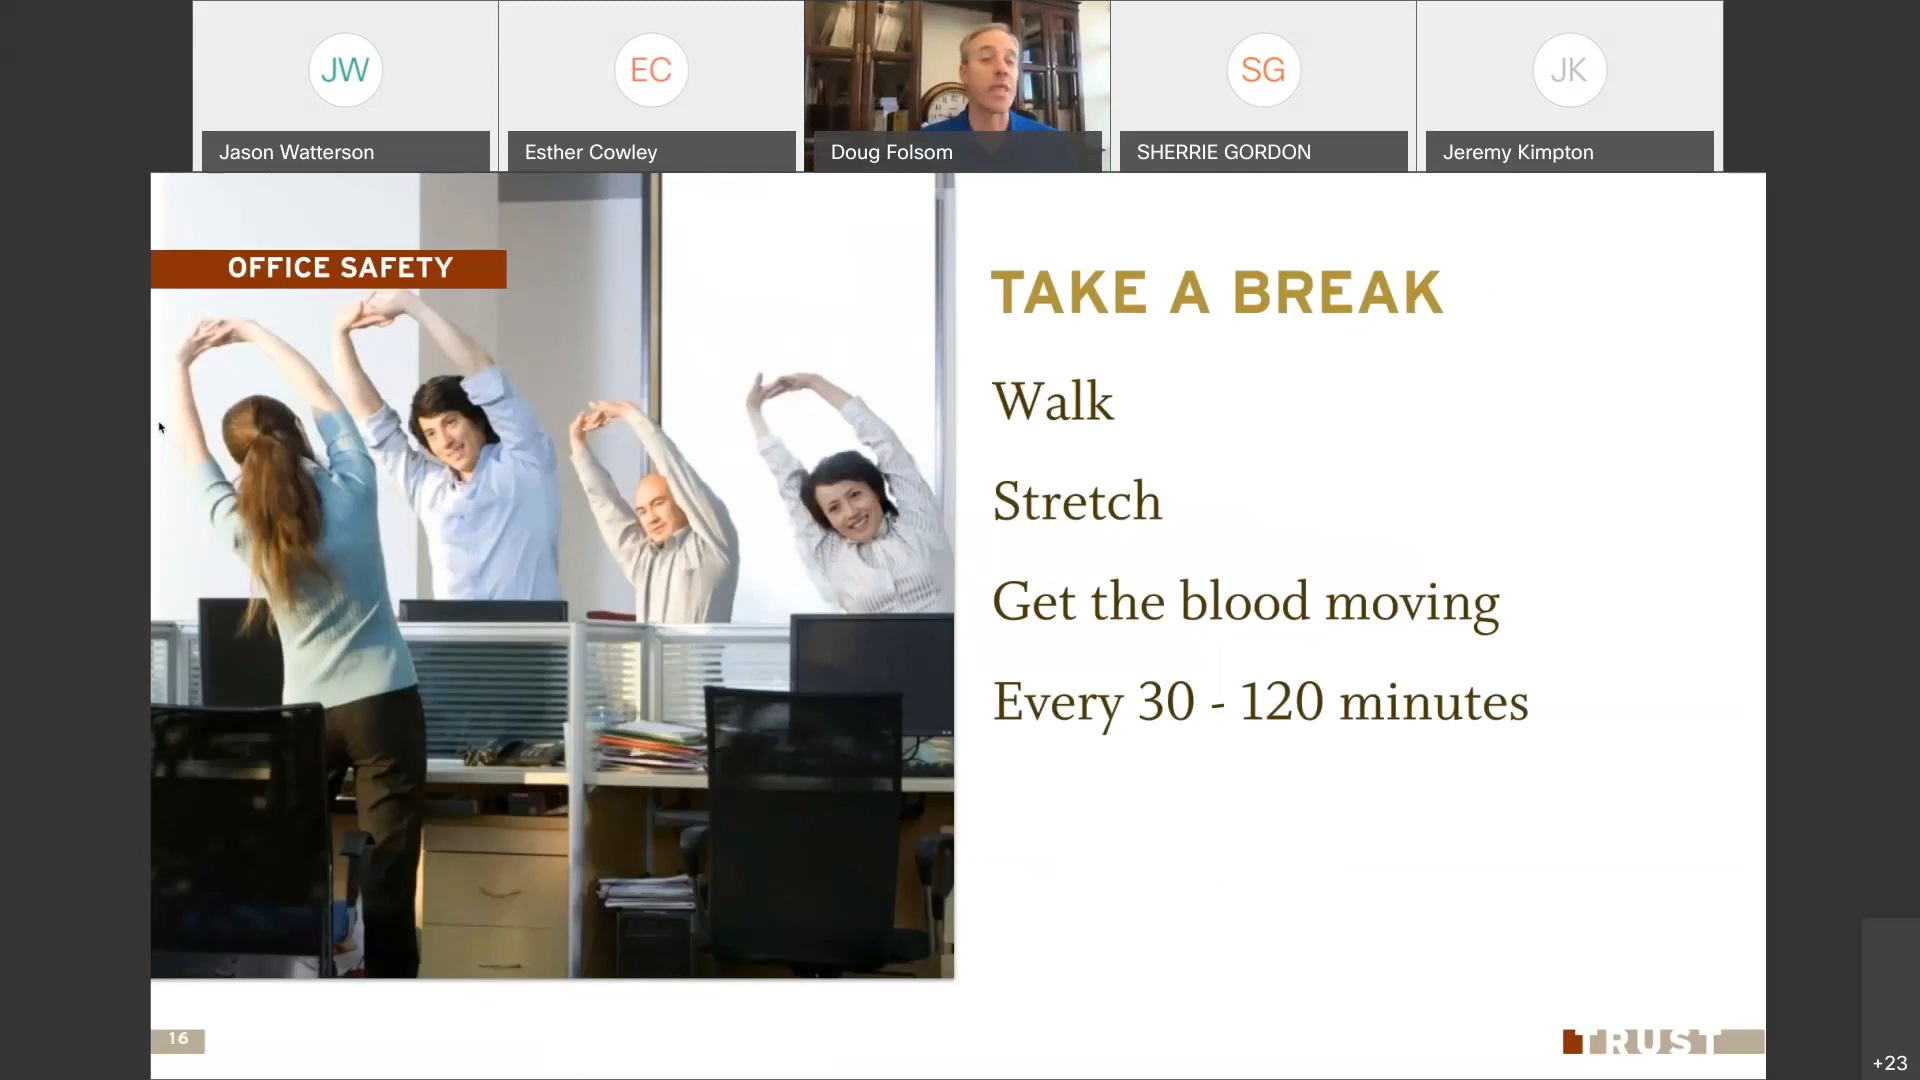 JW
EC
SG
JK
Jason Watterson
Esther Cowley
Doug Folsom
SHERRIE GORDON
Jeremy Kimpton
OFFICE SAFETY
TAKE A BREAK
Walk
Stretch
Get the blood moving
Every 30 - 120 minutes
16
TRUST
+23